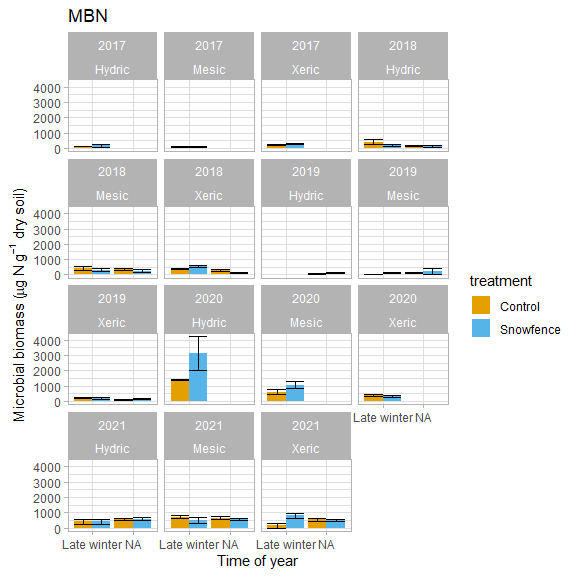 MBN
2017 2017 2017 2018
Hydric Mesic Xeric Hydric
4000
3000
2000
1000
0
2018 2018 2019 2019
Mesic Xeric Hydric Mesic
4000
3000
2000
1000
0
2019 2020 2020 2020
Xeric Hydric Mesic Xeric
4000
3000
2000
1000
0
Late winter NA
2021 2021 2021
Hydric Mesic Xeric
4000
3000
2000
1000
0
Late winter NA Late winter NA Late winter NA
Time of year
Microbial biomass (μg N g⁻¹ dry soil)
treatment
Control
Snowfence